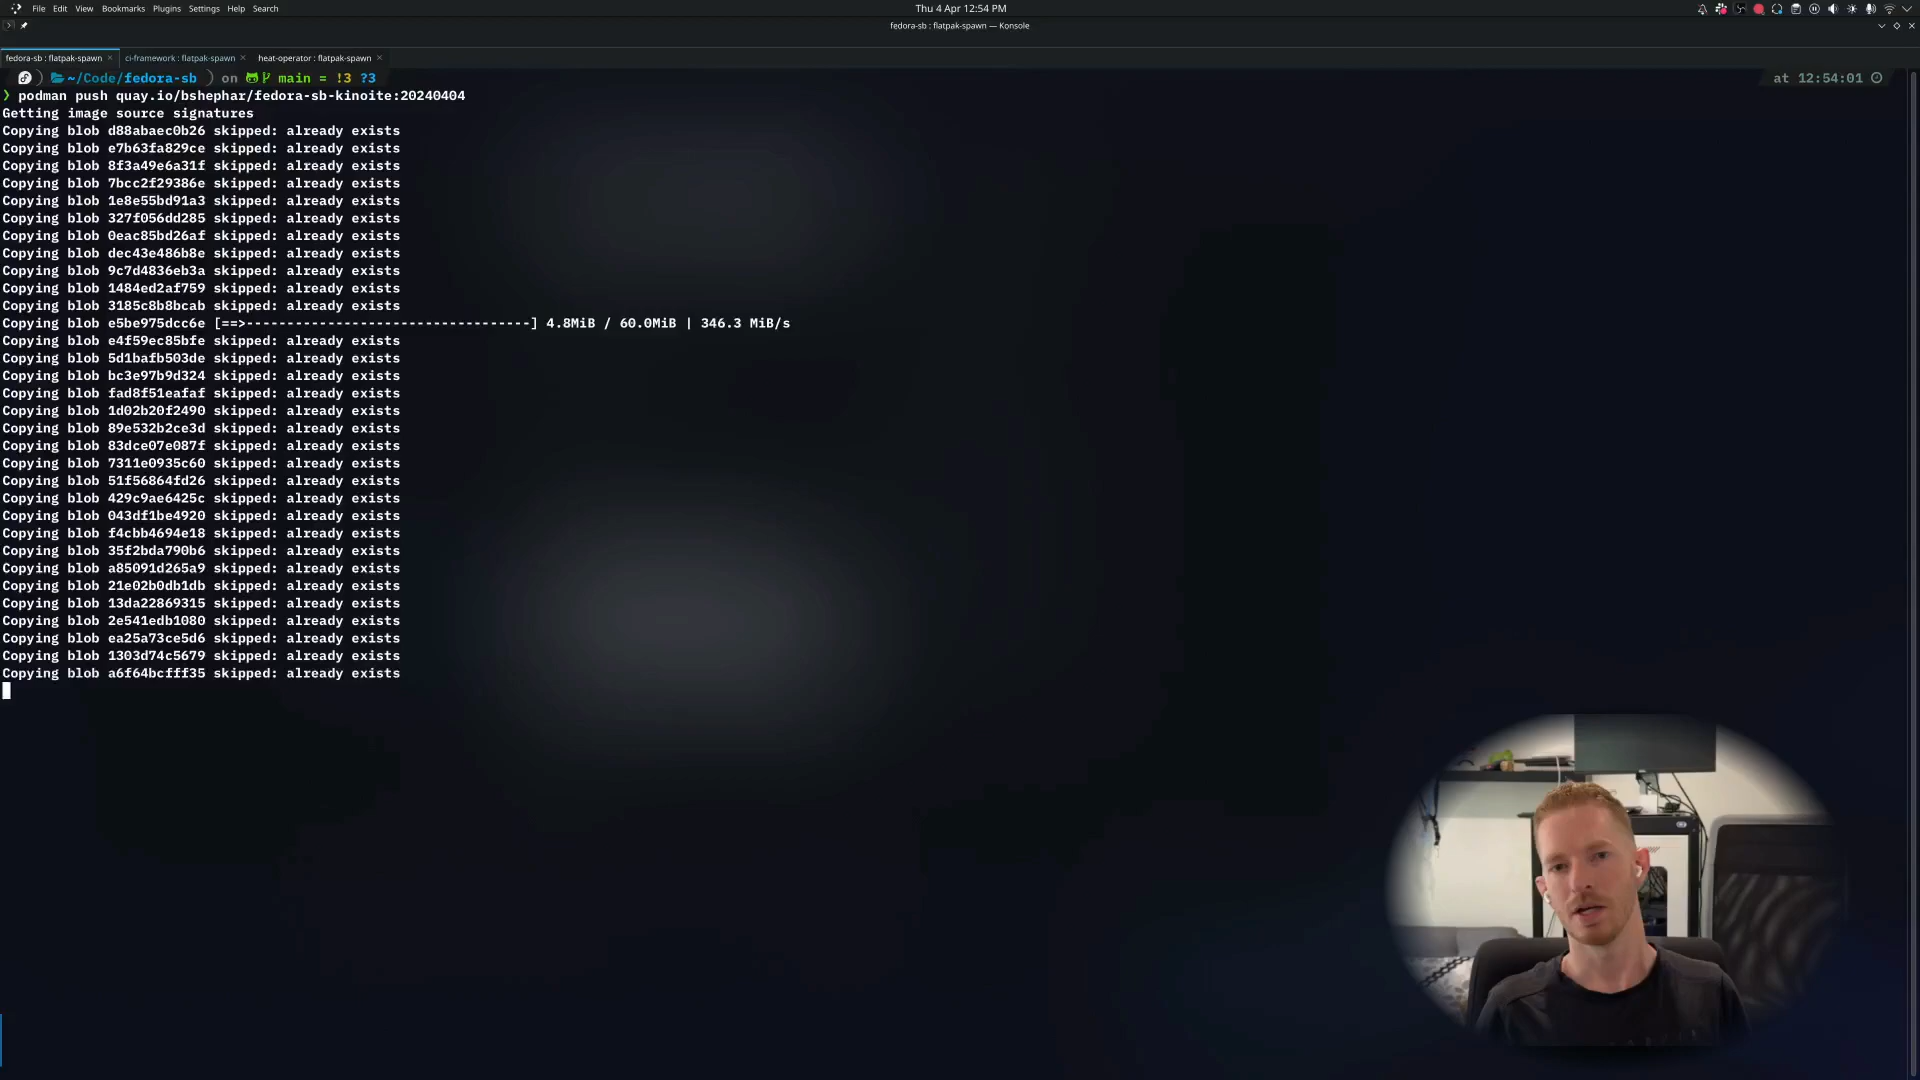 File Edit View Bookmarks Plugins Settings Help Search
Thu 4 Apr 12:54 PM
fedora-sb : flatpak-spawn — Konsole
fedora-sb : flatpak-spawn
ci-framework : flatpak-spawn
heat-operator : flatpak-spawn
~/Code/fedora-sb ) on main = !3 ?3
at 12:54:01
❯ podman push quay.io/bshephar/fedora-sb-kinoite:20240404
Getting image source signatures
Copying blob d88abaec0b26 skipped: already exists
Copying blob e7b63fa829ce skipped: already exists
Copying blob 8f3a49e6a31f skipped: already exists
Copying blob 7bcc2f29386e skipped: already exists
Copying blob 1e8e55bd91a3 skipped: already exists
Copying blob 327f056dd285 skipped: already exists
Copying blob 0eac85bd26af skipped: already exists
Copying blob dec43e486b8e skipped: already exists
Copying blob 9c7d4836eb3a skipped: already exists
Copying blob 1484ed2af759 skipped: already exists
Copying blob 3185c8b8bcab skipped: already exists
Copying blob e5be975dcc6e [==>-----------------------------------] 4.8MiB / 60.0MiB | 346.3 MiB/s
Copying blob e4f59ec85bfe skipped: already exists
Copying blob 5d1bafb503de skipped: already exists
Copying blob bc3e97b9d324 skipped: already exists
Copying blob fad8f51eafaf skipped: already exists
Copying blob 1d02b20f2490 skipped: already exists
Copying blob 89e532b2ce3d skipped: already exists
Copying blob 83dce07e087f skipped: already exists
Copying blob 7311e0935c60 skipped: already exists
Copying blob 51f56864fd26 skipped: already exists
Copying blob 429c9ae6425c skipped: already exists
Copying blob 043df1be4920 skipped: already exists
Copying blob f4cbb4694e18 skipped: already exists
Copying blob 35f2bda790b6 skipped: already exists
Copying blob a85091d265a9 skipped: already exists
Copying blob 21e02b0db1db skipped: already exists
Copying blob 13da22869315 skipped: already exists
Copying blob 2e541edb1080 skipped: already exists
Copying blob ea25a73ce5d6 skipped: already exists
Copying blob 1303d74c5679 skipped: already exists
Copying blob a6f64bcfff35 skipped: already exists